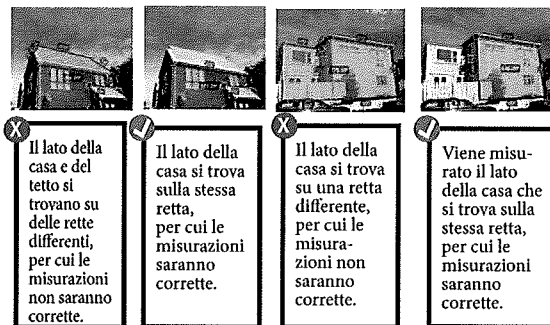 Il lato della
casa e del
tetto si
trovano su
delle rette
differenti,
per cui le
misurazioni
non saranno
corrette.
Il lato della
casa si trova
sulla stessa
retta,
per cui le
misurazioni
saranno
corrette.
Il lato della
casa si trova
su una retta
differente,
per cui le
misura-
zioni non
saranno
corrette.
Viene misu-
rato il lato
della casa che
si trova sulla
stessa retta,
per cui le
misurazioni
saranno
corrette.